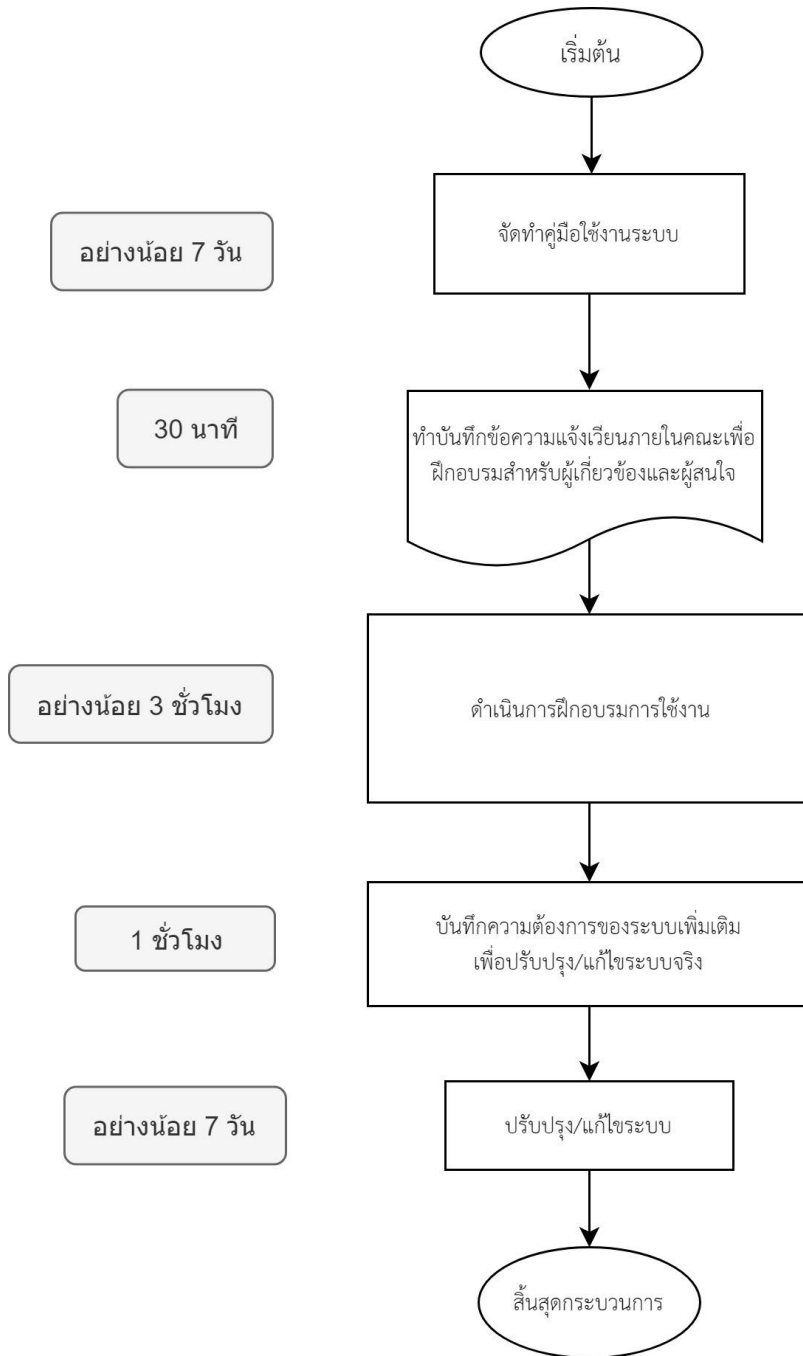 เริ่มต้น
อย่างน้อย 7 วัน
จัดทำคู่มือใช้งานระบบ
30 นาที
ทำบันทึกข้อความแจ้งเวียนภายในคณะเพื่อ
ฝึกอบรมสำหรับผู้เกี่ยวข้องและผู้สนใจ
อย่างน้อย 3 ชั่วโมง
ดำเนินการฝึกอบรมการใช้งาน
1 ชั่วโมง
บันทึกความต้องการของระบบเพิ่มเติม
เพื่อปรับปรุง/แก้ไขระบบจริง
อย่างน้อย 7 วัน
ปรับปรุง/แก้ไขระบบ
สิ้นสุดกระบวนการ